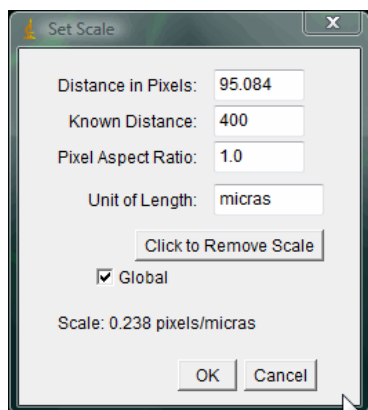 Set Scale
X
Distance in Pixels: 95.084
Known Distance: 400
Pixel Aspect Ratio: 1.0
Unit of Length: micras
Click to Remove Scale
Global
Scale: 0.238 pixels/micras
OK Cancel